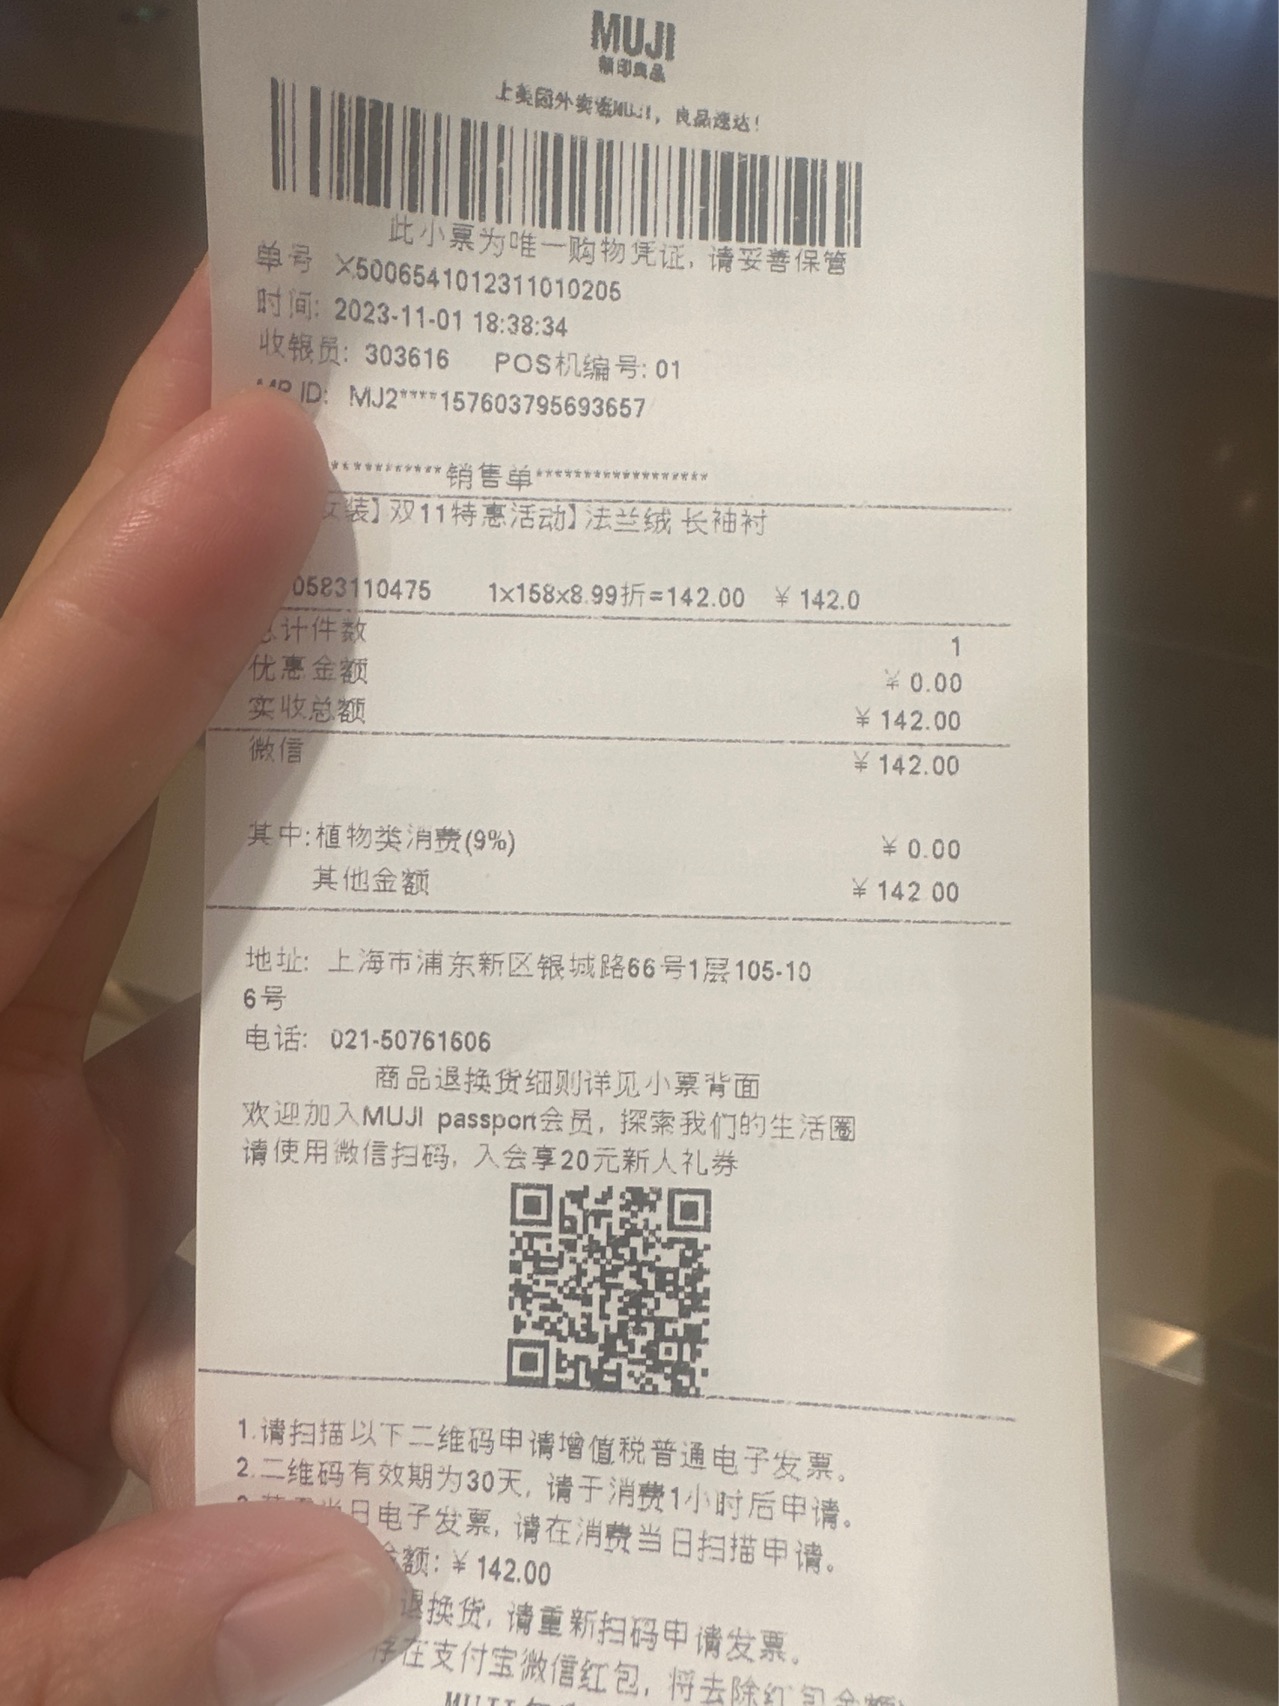 MUJI
無印良品
上美团外卖逛MUJI，良品速达！
此小票为唯一购物凭证, 请妥善保管
单号 X5006541012311010205
时间: 2023-11-01 18:38:34
收银员: 303616 POS机编号: 01
ID: MJ2****157603795693657
************销售单******************
女装】双11特惠活动】法兰绒 长袖衬
0583110475 1x158x8.99折=142.00 ¥ 142.0
总计件数 1
优惠金额 ¥ 0.00
实收总额 ¥ 142.00
微信 ¥ 142.00
其中: 植物类消费(9%) ¥ 0.00
其他金额 ¥ 142 00
地址: 上海市浦东新区银城路66号1层105-10
6号
电话: 021-50761606
商品退换货细则详见小票背面
欢迎加入MUJI passport会员, 探索我们的生活圈
请使用微信扫码, 入会享20元新人礼券
1.请扫描以下二维码申请增值税普通电子发票。
2.二维码有效期为30天, 请于消费1小时后申请。
当日电子发票, 请在消费当日扫描申请。
金额: ¥ 142.00
退换货, 请重新扫码申请发票。
存在支付宝微信红包, 将去除红包金额
MUJI